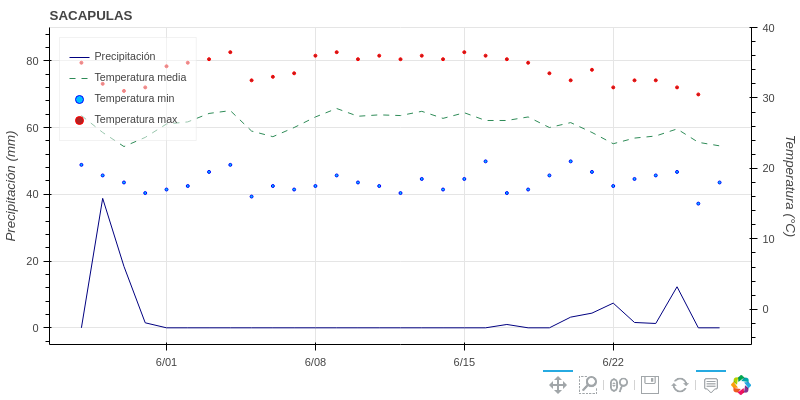 SACAPULAS
Precipitación
Temperatura media
Temperatura min
Temperatura max
Precipitación (mm)
0
20
40
60
80
Temperatura (°C)
0
10
20
30
40
6/01
6/08
6/15
6/22